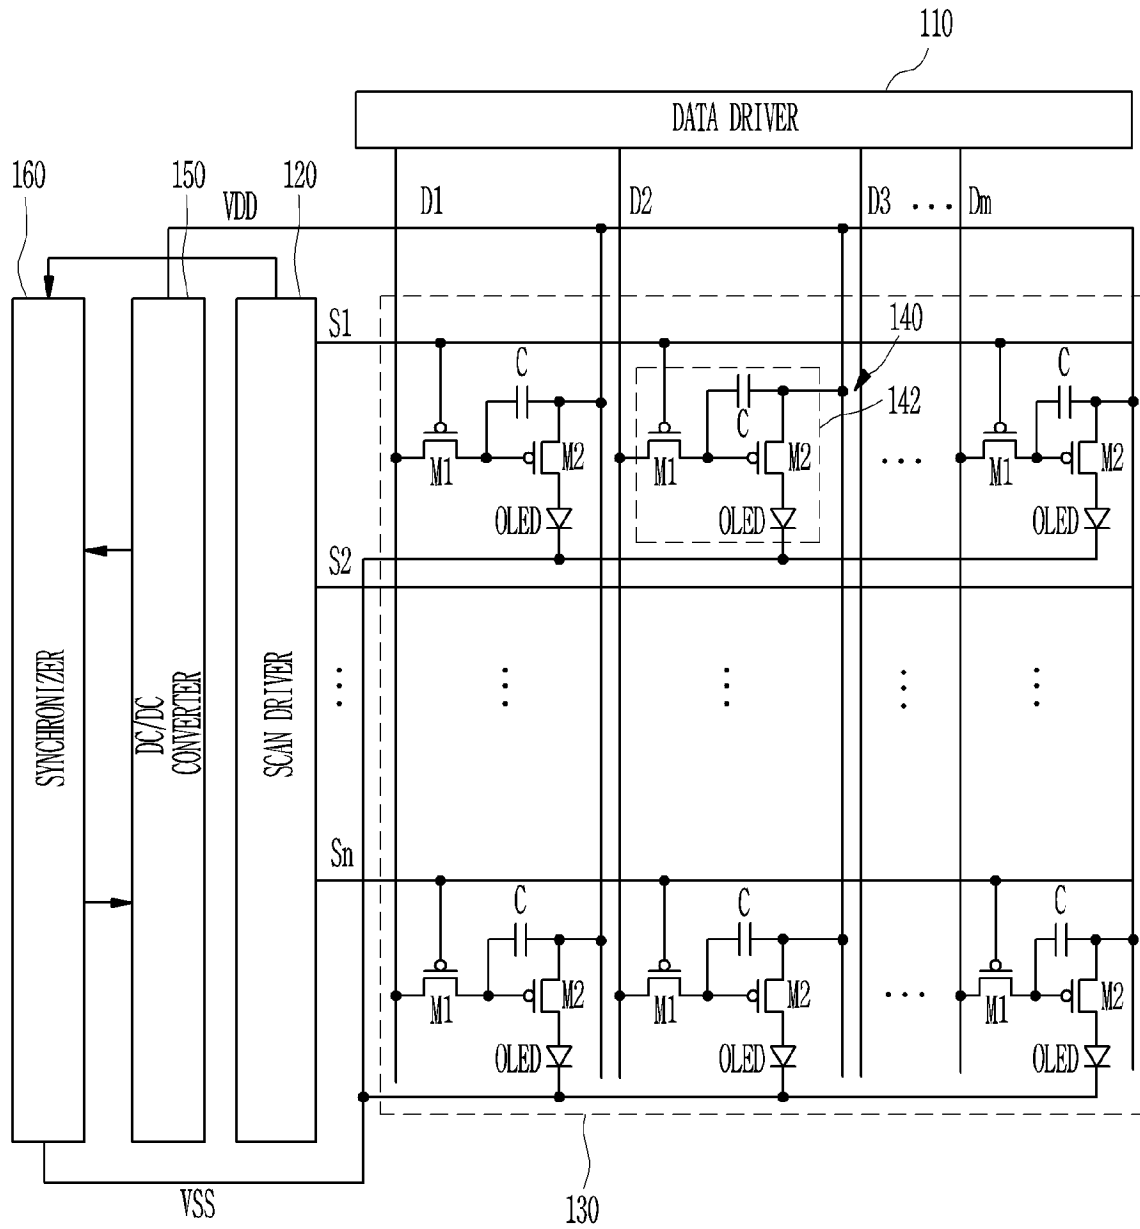 110
DATA DRIVER
160
150
120
VDD
D1
D2
D3
...
Dm
S1
140
142
C
C
C
M1
M2
M1
M2
...
M1
M2
OLED
OLED
OLED
S2
SYNCHRONIZER
DC/DC
CONVERTER
SCAN DRIVER
Sn
C
C
C
M1
M2
M1
M2
...
M1
M2
OLED
OLED
OLED
VSS
130